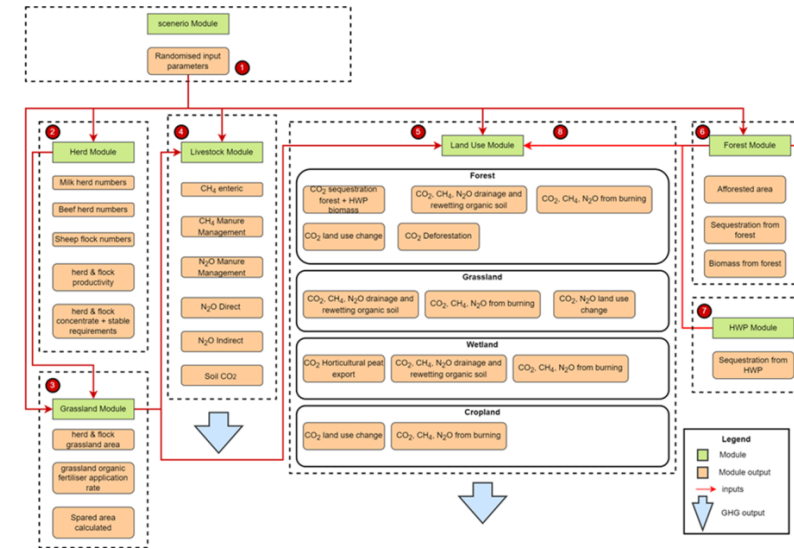 scenerio Module
Randomised input
parameters
1
2
Herd Module
Milk herd numbers
Beef herd numbers
Sheep flock numbers
herd & flock
productivity
herd & flock
concentrate + stable
requirements
3
Grassland Module
herd & flock
grassland area
grassland organic
fertiliser application
rate
Spared area
calculated
4
Livestock Module
CH4 enteric
CH4 Manure
Management
N2O Manure
Management
N2O Direct
N2O Indirect
Soil CO2
5
Land Use Module
8
Forest
CO2 sequestration
forest + HWP
biomass
CO2, CH4, N2O drainage and
rewetting organic soil
CO2, CH4, N2O from burning
CO2 land use change
CO2 Deforestation
Grassland
CO2, CH4, N2O drainage and
rewetting organic soil
CO2, CH4, N2O from burning
CO2, N2O land use
change
Wetland
CO2 Horticultural peat
export
CO2, CH4, N2O drainage and
rewetting organic soil
CO2, CH4, N2O from burning
Cropland
CO2 land use change
CO2, CH4, N2O from burning
6
Forest Module
Afforested area
Sequestration from
forest
Biomass from forest
7
HWP Module
Sequestration from
HWP
Legend
Module
Module output
inputs
GHG output